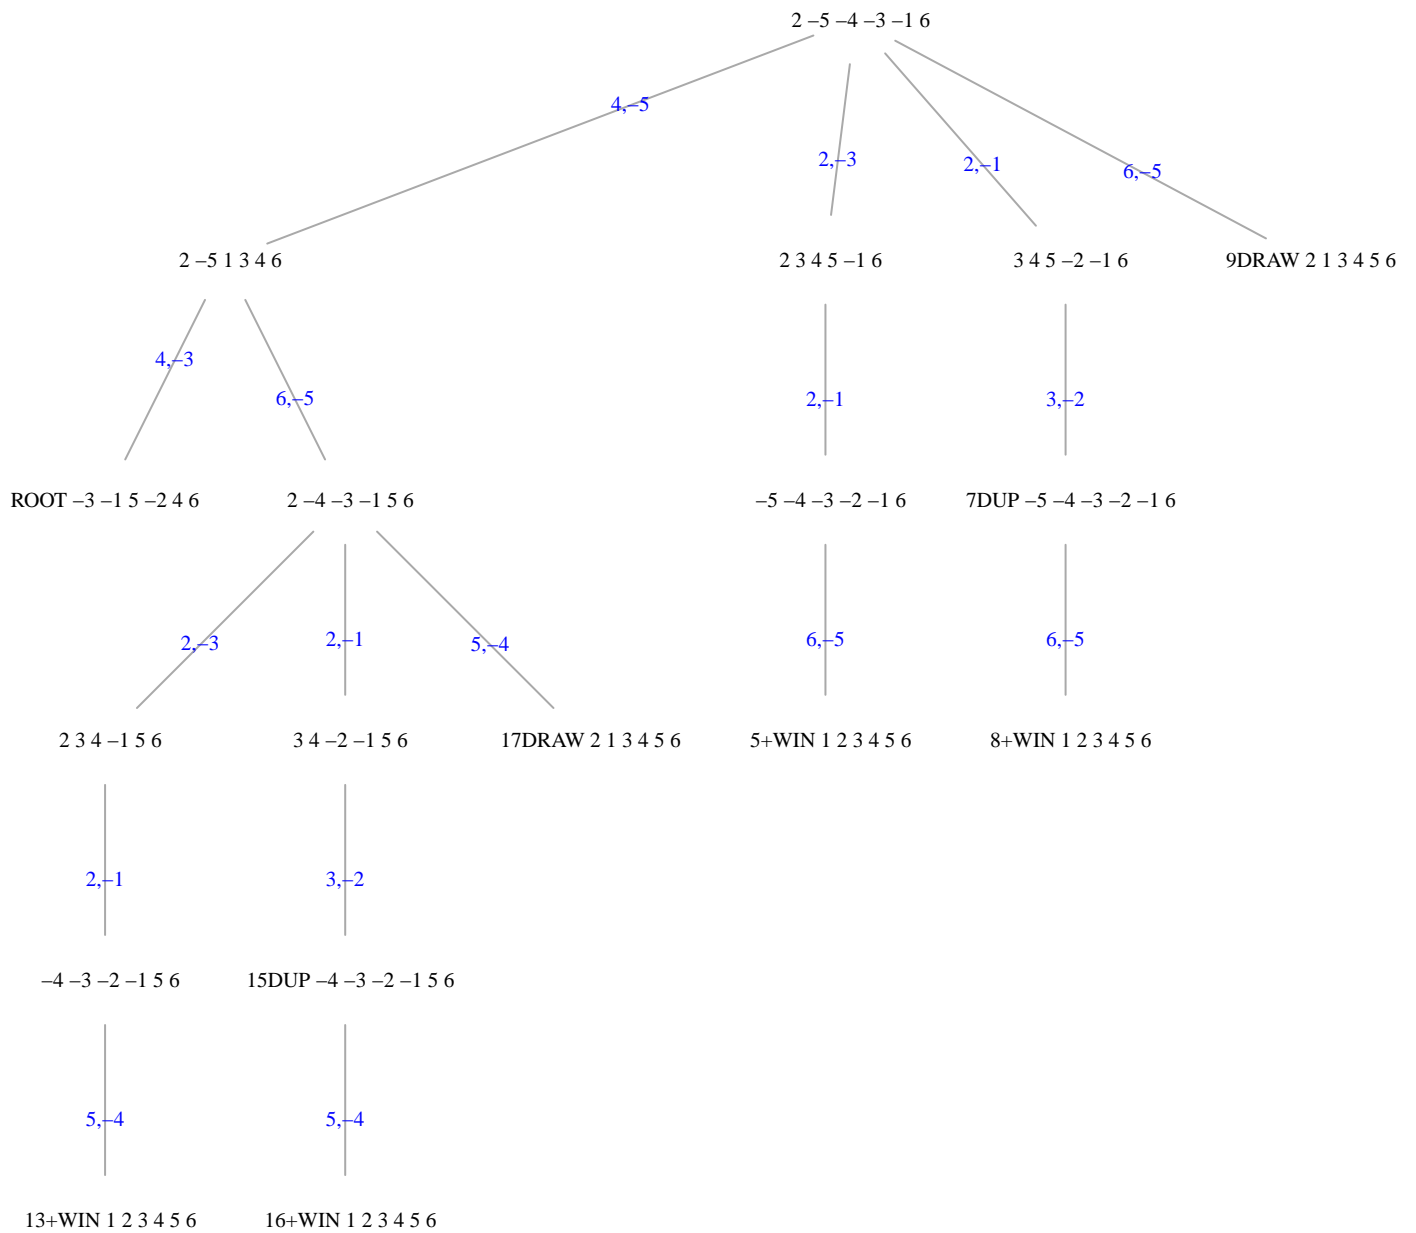 2 –5 –4 –3 –1 6
4,–5
2,–3
2,–1
6,–5
2 –5 1 3 4 6
2 3 4 5 –1 6
3 4 5 –2 –1 6
9DRAW 2 1 3 4 5 6
4,–3
6,–5
2,–1
3,–2
ROOT –3 –1 5 –2 4 6
2 –4 –3 –1 5 6
–5 –4 –3 –2 –1 6
7DUP –5 –4 –3 –2 –1 6
2,–3
2,–1
5,–4
6,–5
6,–5
2 3 4 –1 5 6
3 4 –2 –1 5 6
17DRAW 2 1 3 4 5 6
5+WIN 1 2 3 4 5 6
8+WIN 1 2 3 4 5 6
2,–1
3,–2
–4 –3 –2 –1 5 6
15DUP –4 –3 –2 –1 5 6
5,–4
5,–4
13+WIN 1 2 3 4 5 6
16+WIN 1 2 3 4 5 6